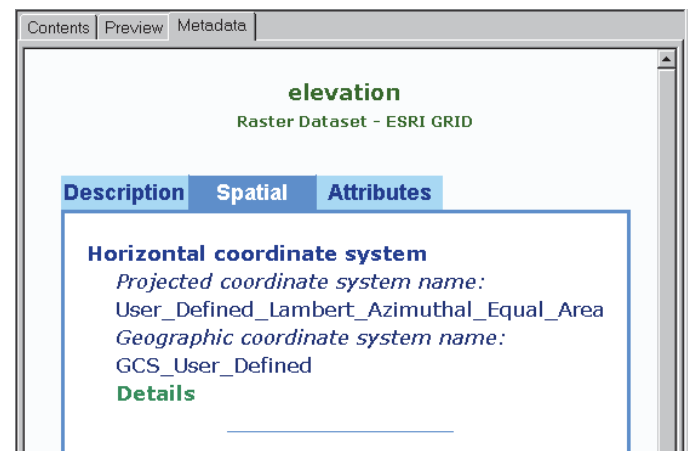 Contents Preview Metadata
elevation
Raster Dataset - ESRI GRID
Description Spatial Attributes
Horizontal coordinate system
Projected coordinate system name:
User_Defined_Lambert_Azimuthal_Equal_Area
Geographic coordinate system name:
GCS_User_Defined
Details